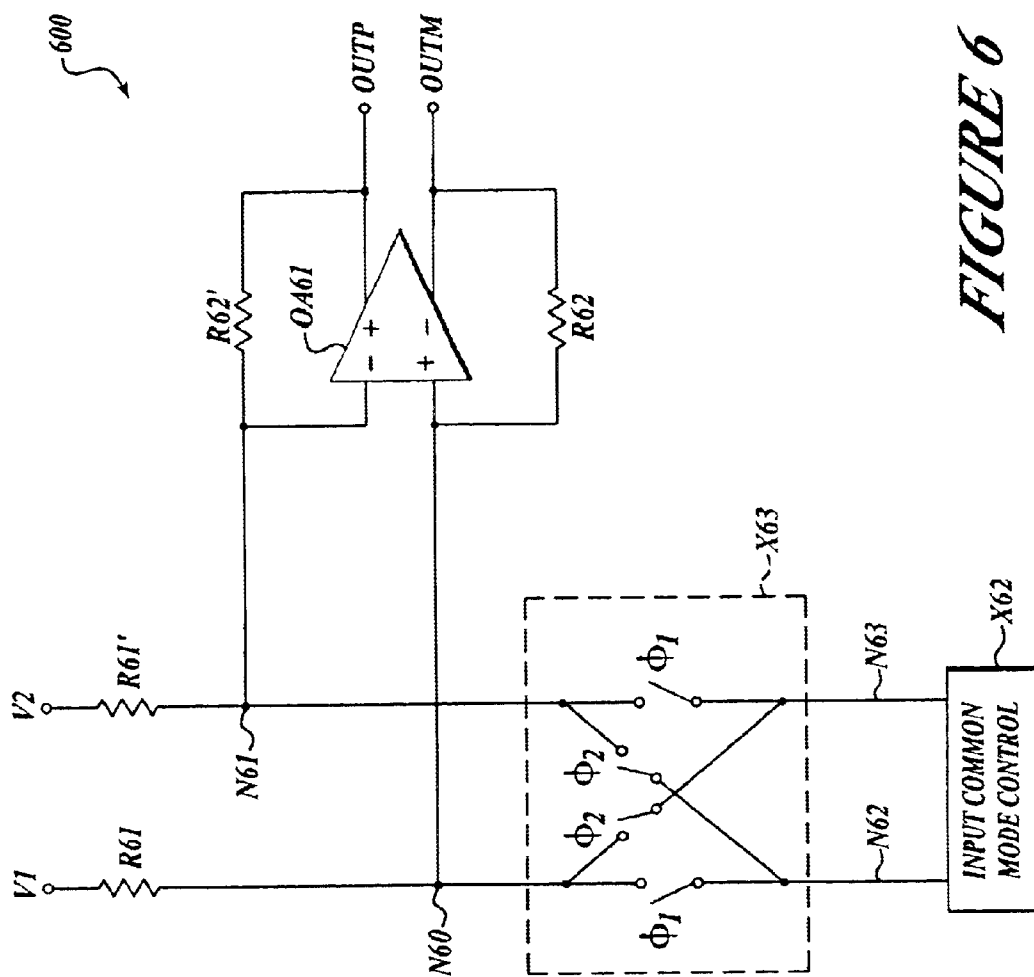 600
V1
V2
R61
R61'
N61
N60
R62'
OA61
- +
+ -
R62
OUTP
OUTM
X63
Φ1
Φ2
Φ2
Φ1
N62
N63
X62
INPUT COMMON
MODE CONTROL
FIGURE 6